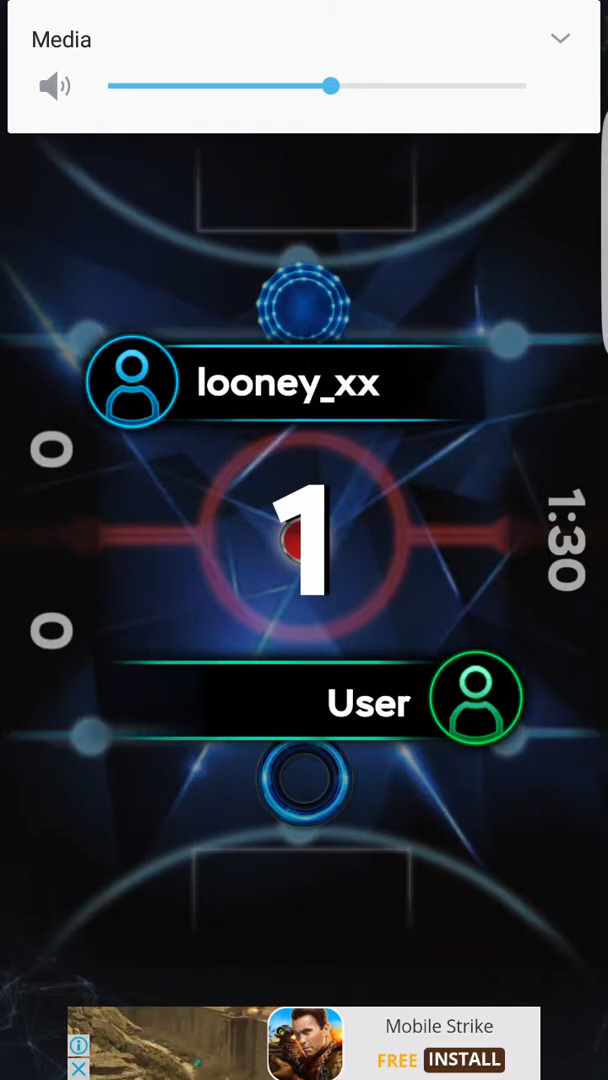 Media
looney_xx
0
1
1:30
0
User
Mobile Strike
FREE INSTALL